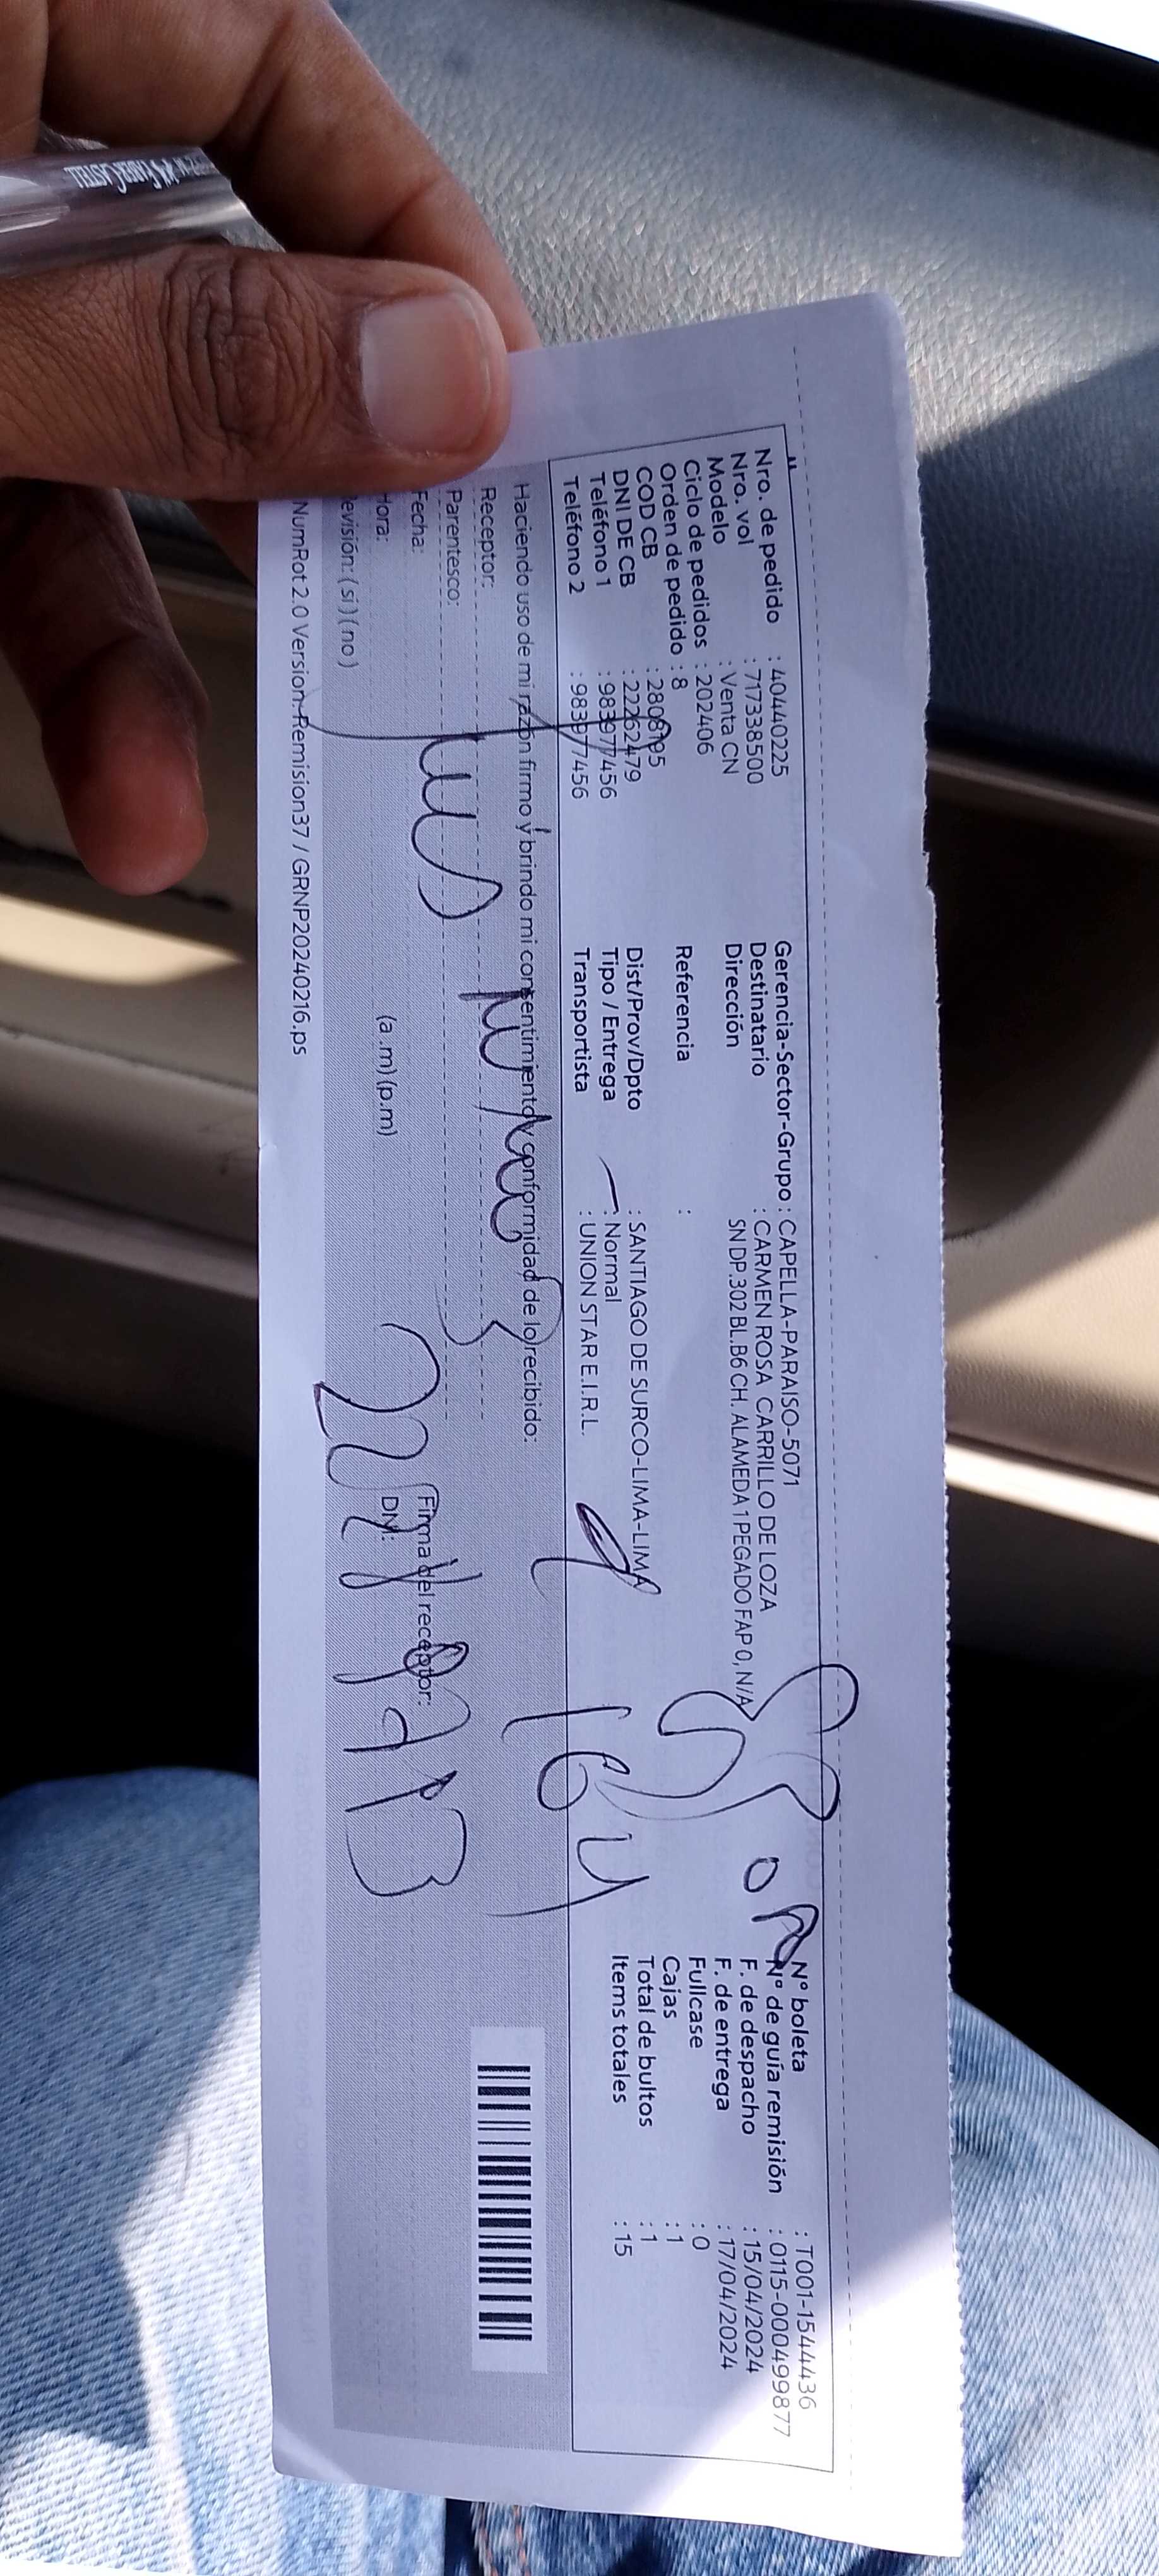 Nro. de pedido : 40440225
Nro. vol : 717338500
Modelo : Venta CN
Ciclo de pedidos : 202406
Orden de pedido : 8
COD CB : 2808195
DNI DE CB : 22262479
Teléfono 1 : 983977456
Teléfono 2 : 983977456
Gerencia-Sector-Grupo : CAPELLA-PARAISO-5071
Destinatario : CARMEN ROSA CARRILLO DE LOZA
Dirección SN DP.302 BL.B6 CH. ALAMEDA 1 PEGADO FAP 0, N/A
Referencia :
Dist/Prov/Dpto : SANTIAGO DE SURCO-LIMA-LIMA
Tipo / Entrega : Normal
Transportista : UNION STAR E.I.R.L.
N° boleta : T001-1544436
N° de guía remisión : 0115-000499877
F. de despacho : 15/04/2024
F. de entrega : 17/04/2024
Fullcase : 0
Cajas : 1
Total de bultos : 1
Items totales : 15
Haciendo uso de mi razón firmo y brindo mi consentimiento y conformidad de lo recibido:
Receptor:
Parentesco:
Fecha: Firma del receptor:
Hora: (a.m) (p.m) DNI:
evisión: ( si ) ( no )
NumRot 2.0 Version: Remision37 / GRNP20240216.ps
FABER CASTELL